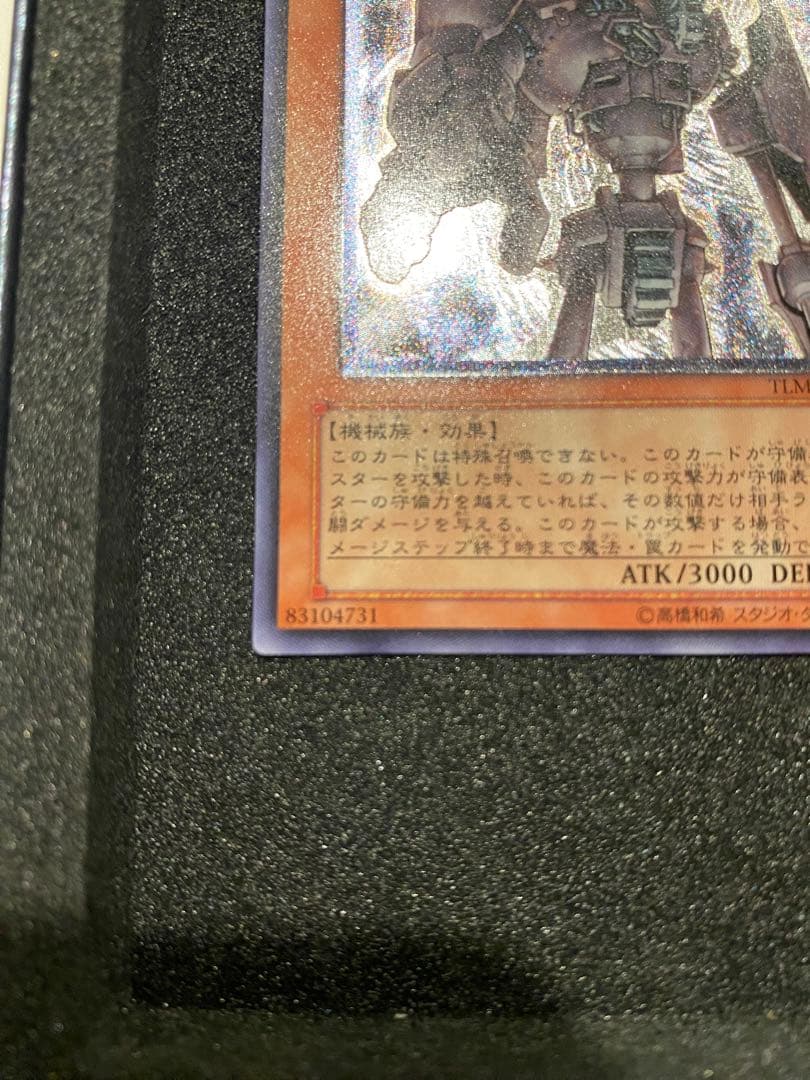 TLM
【機械族・効果】
このカードは特殊召喚できない。このカードが守備
スターを攻撃した時、このカードの攻撃力が守備表
ターの守備力を越えていれば、その数値だけ相手ラ
闘ダメージを与える。このカードが攻撃する場合、
メージステップ終了時まで魔法・罠カードを発動で
ATK/3000 DEF
83104731
©高橋和希 スタジオ・ダ